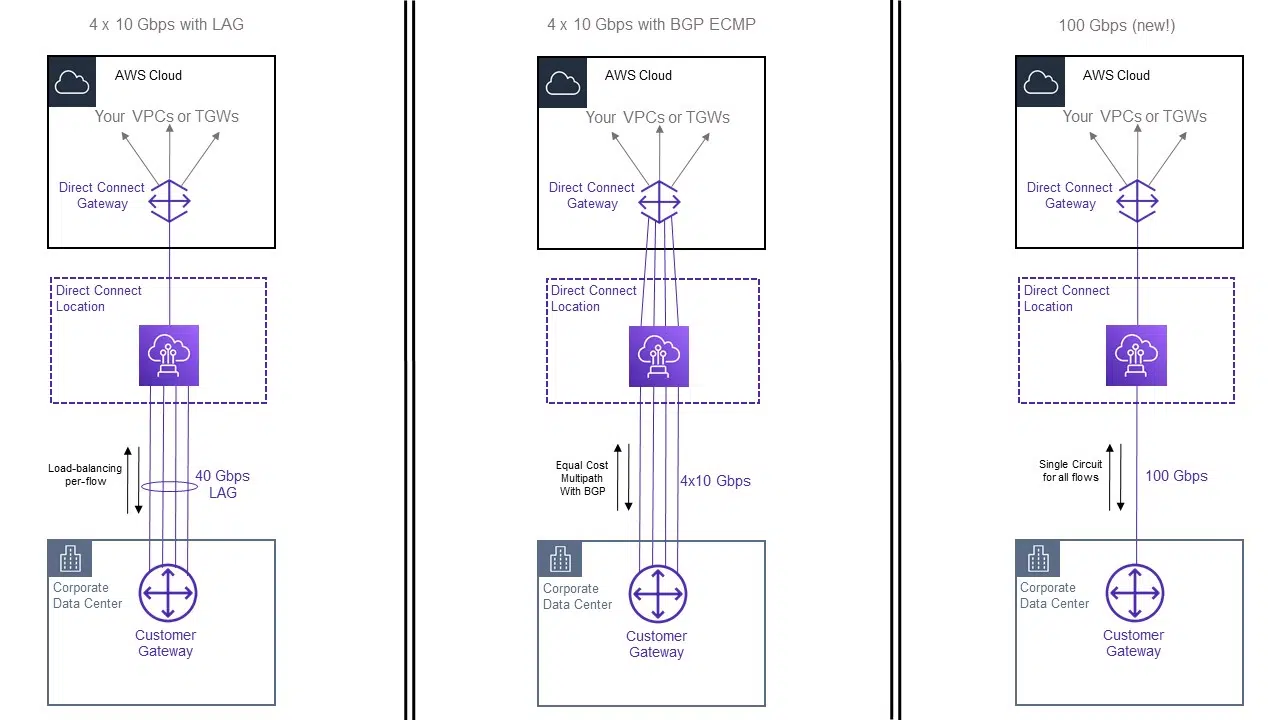 4 x 10 Gbps with LAG
AWS Cloud
Your VPCs or TGWs
Direct Connect
Gateway
Direct Connect
Location
Load-balancing
per-flow
40 Gbps
LAG
Corporate
Data Center
Customer
Gateway
4 x 10 Gbps with BGP ECMP
AWS Cloud
Your VPCs or TGWs
Direct Connect
Gateway
Direct Connect
Location
Equal Cost
Multipath
With BGP
4x10 Gbps
Corporate
Data Center
Customer
Gateway
100 Gbps (new!)
AWS Cloud
Your VPCs or TGWs
Direct Connect
Gateway
Direct Connect
Location
Single Circuit
for all flows
100 Gbps
Corporate
Data Center
Customer
Gateway